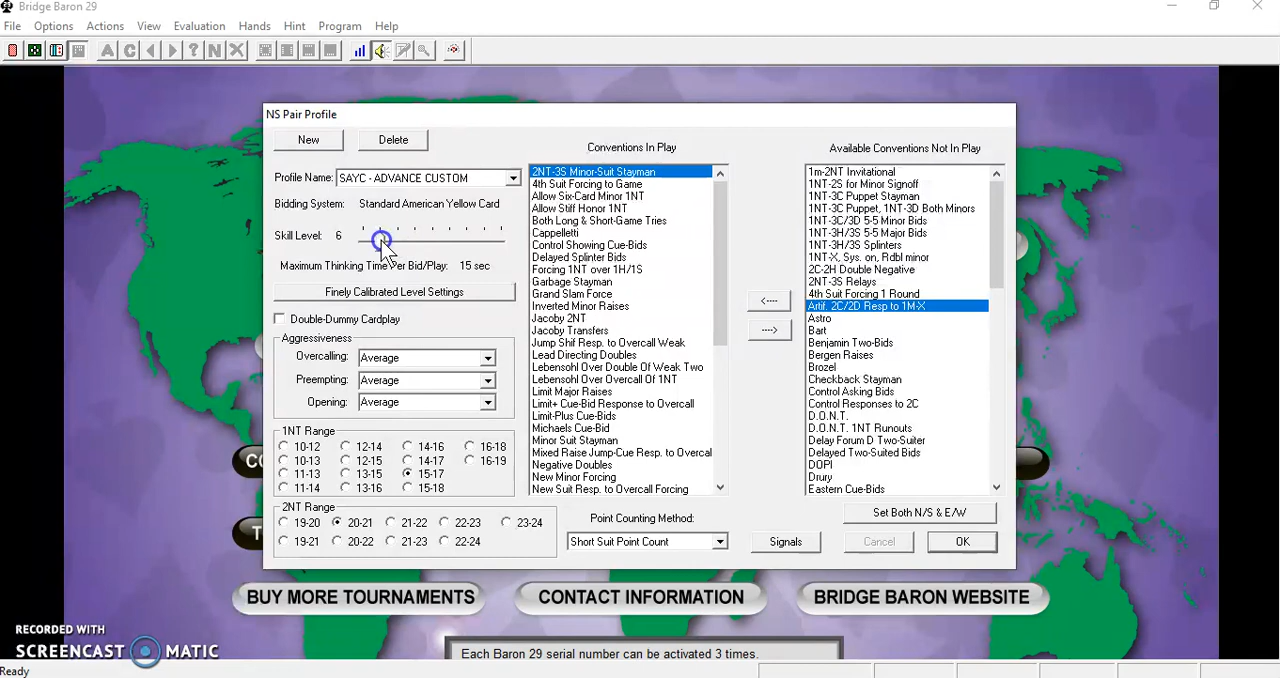 Bridge Baron 29
File Options Actions View Evaluation Hands Hint Program Help
A C ? N X
NS Pair Profile
New Delete
Conventions In Play
Available Conventions Not In Play
Profile Name: SAYC - ADVANCE CUSTOM
Bidding System: Standard American Yellow Card
Skill Level: 6
Maximum Thinking Time Per Bid/Play: 15 sec
Finely Calibrated Level Settings
Double-Dummy Cardplay
Aggressiveness
Overcalling: Average
Preempting: Average
Opening: Average
1NT Range
10-12 12-14 14-16 16-18
10-13 12-15 14-17 16-19
11-13 13-15 15-17
11-14 13-16 15-18
2NT Range
19-20 20-21 21-22 22-23 23-24
19-21 20-22 21-23 22-24
2NT-3S Minor-Suit Stayman
4th Suit Forcing to Game
Allow Six-Card Minor 1NT
Allow Stiff Honor 1NT
Both Long & Short-Game Tries
Cappelletti
Control Showing Cue-Bids
Delayed Splinter Bids
Forcing 1NT over 1H/1S
Garbage Stayman
Grand Slam Force
Inverted Minor Raises
Jacoby 2NT
Jacoby Transfers
Jump Shif Resp. to Overcall Weak
Lead Directing Doubles
Lebensohl Over Double Of Weak Two
Lebensohl Over Overcall Of 1NT
Limit Major Raises
Limit+ Cue-Bid Response to Overcall
Limit-Plus Cue-Bids
Michaels Cue-Bid
Minor Suit Stayman
Mixed Raise Jump-Cue Resp. to Overcal
Negative Doubles
New Minor Forcing
New Suit Resp. to Overcall Forcing
<----
---->
1m-2NT Invitational
1NT-2S for Minor Signoff
1NT-3C Puppet Stayman
1NT-3C Puppet, 1NT-3D Both Minors
1NT-3C/3D 5-5 Minor Bids
1NT-3H/3S 5-5 Major Bids
1NT-3H/3S Splinters
1NT-X, Sys. on, Rdbl minor
2C-2H Double Negative
2NT-3S Relays
4th Suit Forcing 1 Round
Artif. 2C/2D Resp to 1M-X
Astro
Bart
Benjamin Two-Bids
Bergen Raises
Brozel
Checkback Stayman
Control Asking Bids
Control Responses to 2C
D.O.N.T.
D.O.N.T. 1NT Runouts
Delay Forum D Two-Suiter
Delayed Two-Suited Bids
DOPI
Drury
Eastern Cue-Bids
Point Counting Method:
Short Suit Point Count
Signals
Set Both N/S & E/W
Cancel OK
BUY MORE TOURNAMENTS CONTACT INFORMATION BRIDGE BARON WEBSITE
RECORDED WITH
SCREENCAST MATIC
Each Baron 29 serial number can be activated 3 times.
Ready